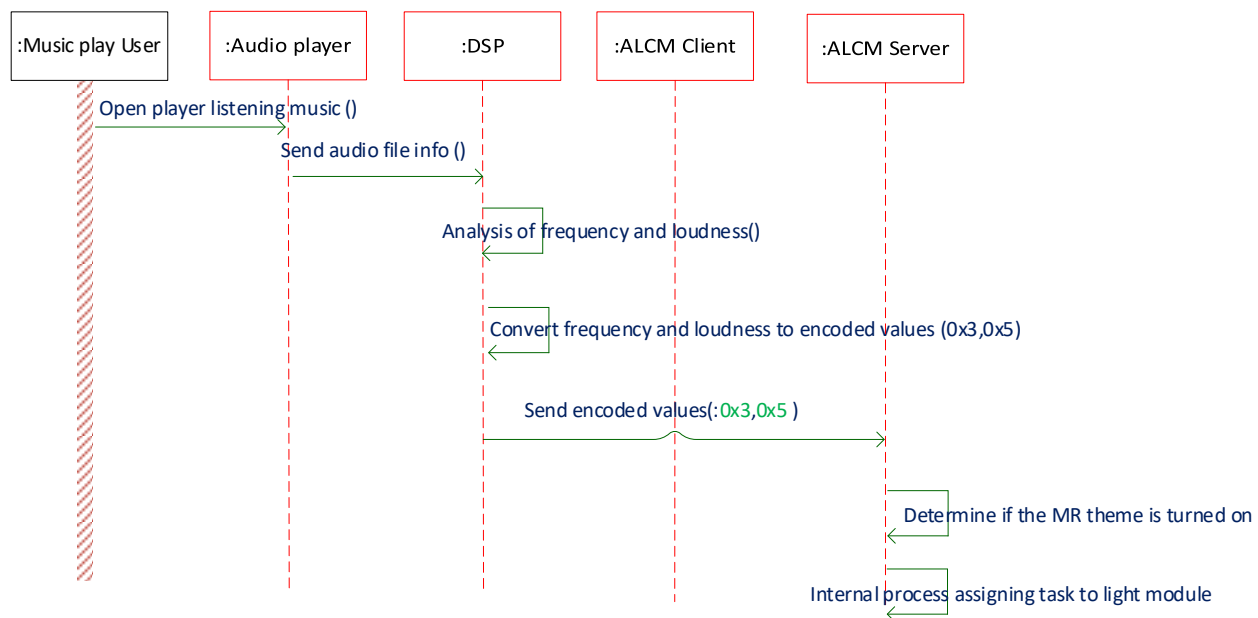 :Music play User
:Audio player
:DSP
:ALCM Client
:ALCM Server
Open player listening music ()
Send audio file info ()
Analysis of frequency and loudness()
Convert frequency and loudness to encoded values (0x3,0x5)
Send encoded values(:0x3,0x5 )
Determine if the MR theme is turned on
Internal process assigning task to light module